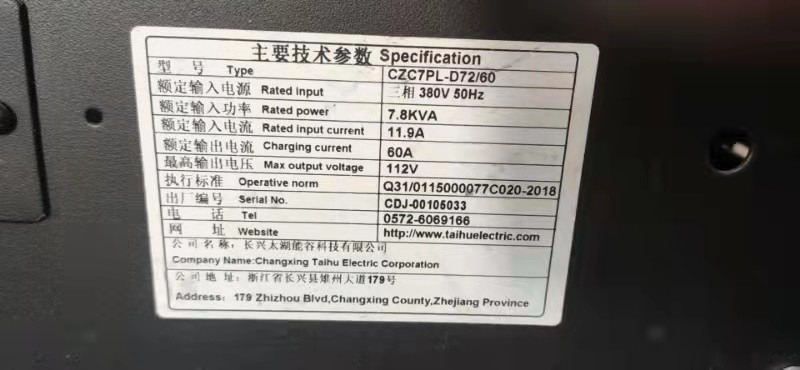 主要技术参数 Specification
型 号 Type CZC7PL-D72/60
额定输入电源 Rated input 三相 380V 50Hz
额定输入功率 Rated power 7.8KVA
额定输入电流 Rated input current 11.9A
额定输出电流 Charging current 60A
最高输出电压 Max output voltage 112V
执行标准 Operative norm Q31/0115000077C020-2018
出厂编号 Serial No. CDJ-00105033
电 话 Tel 0572-6069166
网 址 Website http://www.taihuelectric.com
公司名称：长兴太湖能谷科技有限公司
Company Name:Changxing Taihu Electric Corporation
公司 地 址：浙江省长兴县雉州大道179号
Address: 179 Zhizhou Blvd,Changxing County,Zhejiang Province